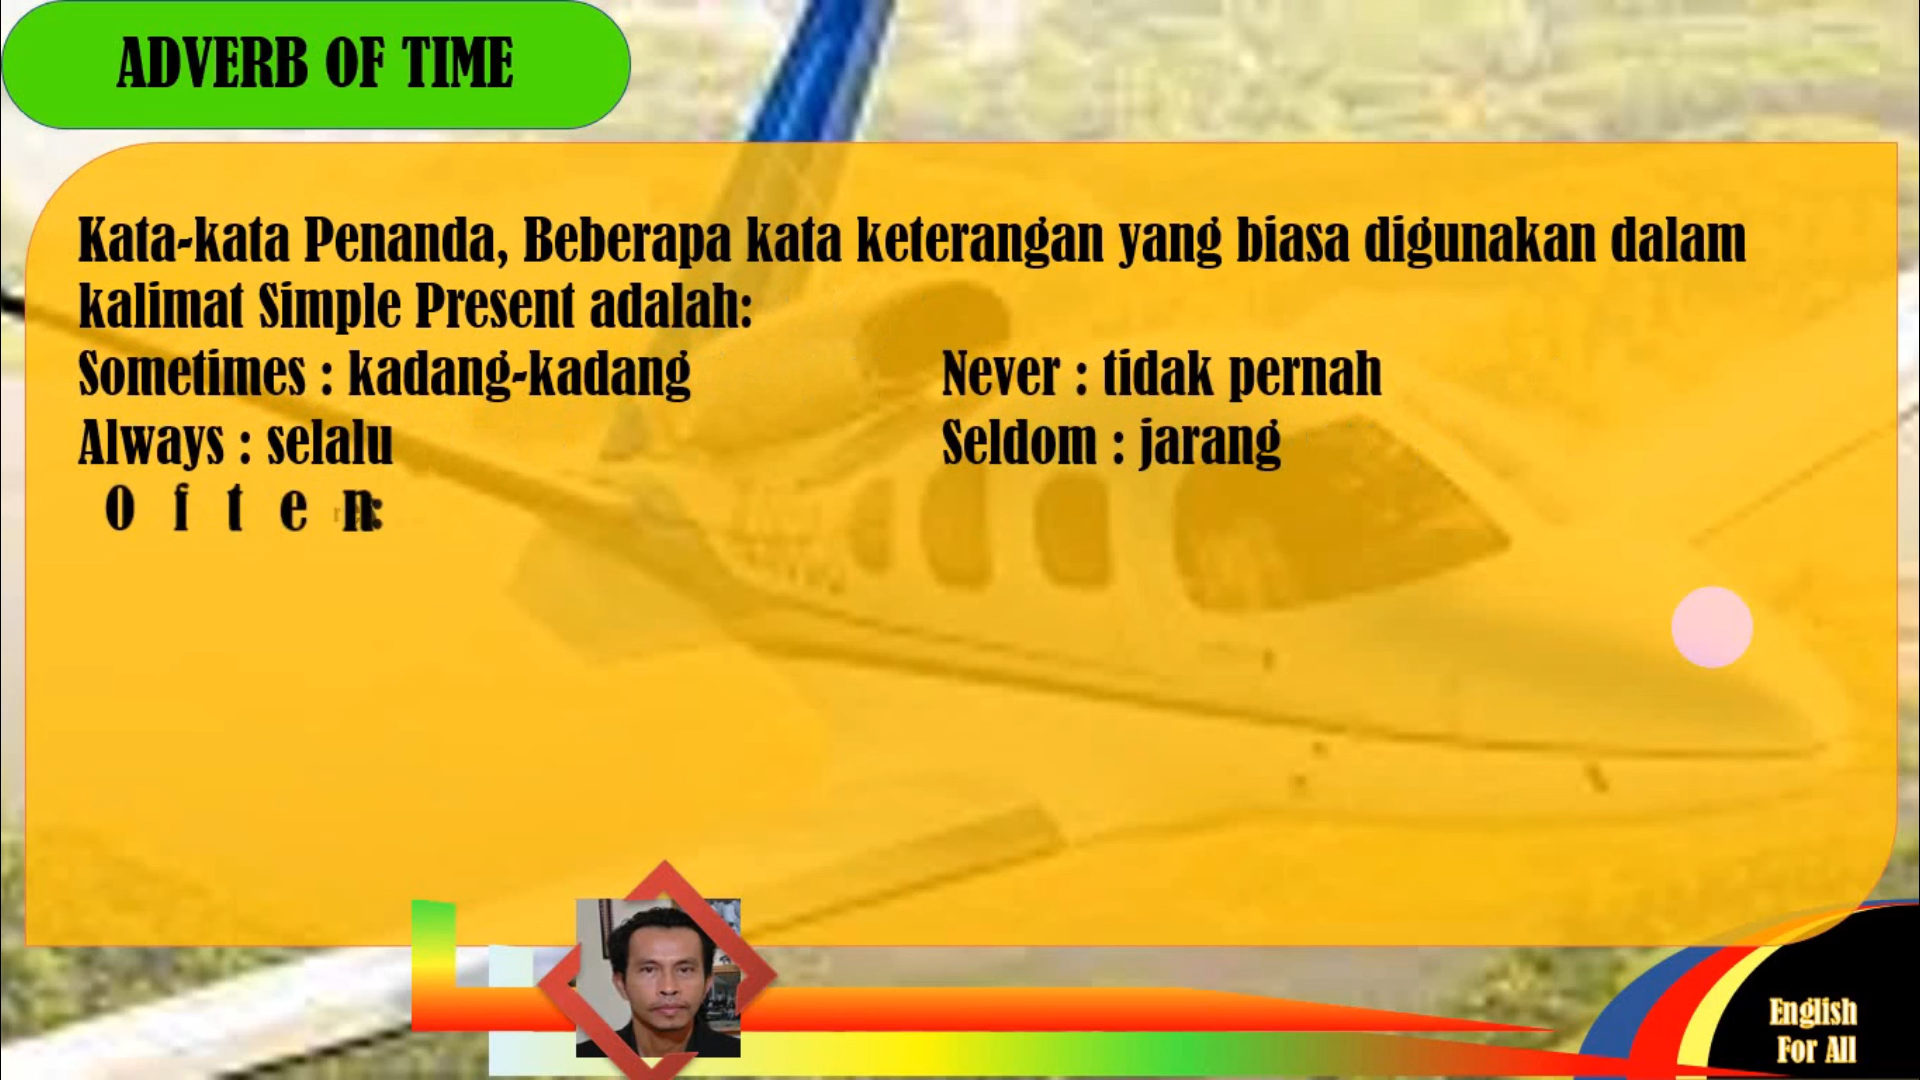 ADVERB OF TIME
Kata-kata Penanda, Beberapa kata keterangan yang biasa digunakan dalam
kalimat Simple Present adalah:
Sometimes : kadang-kadang Never : tidak pernah
Always : selalu Seldom : jarang
Often:
English
For All